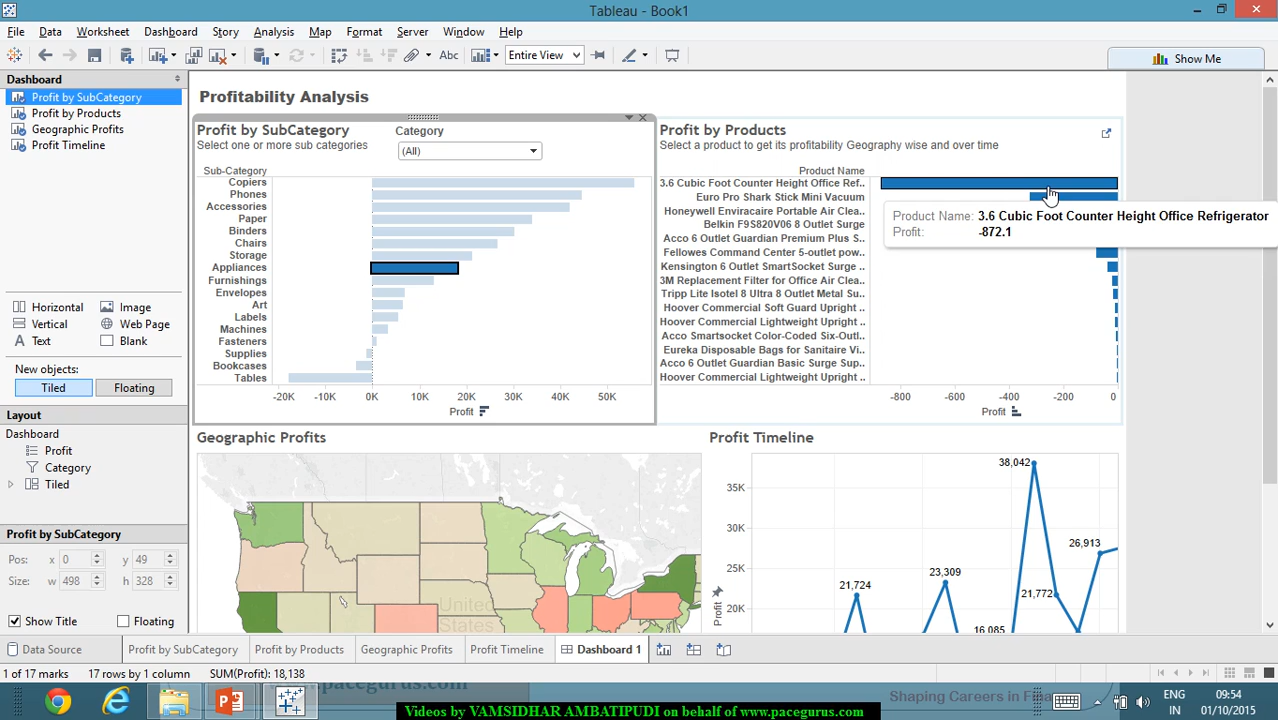 Tableau - Book1
File Data Worksheet Dashboard Story Analysis Map Format Server Window Help
Abc Entire View Show Me
Dashboard
Profit by SubCategory
Profit by Products
Geographic Profits
Profit Timeline
Horizontal Image
Vertical Web Page
A Text Blank
New objects:
Tiled Floating
Layout
Dashboard
Profit
Category
Tiled
Profit by SubCategory
Pos: x 0 y 49
Size: w 498 h 328
Show Title Floating
Profitability Analysis
Profit by SubCategory
Select one or more sub categories
Category
(All)
Sub-Category
Copiers
Phones
Accessories
Paper
Binders
Chairs
Storage
Appliances
Furnishings
Envelopes
Art
Labels
Machines
Fasteners
Supplies
Bookcases
Tables
-20K -10K 0K 10K 20K 30K 40K 50K
Profit
Profit by Products
Select a product to get its profitability Geography wise and over time
Product Name
3.6 Cubic Foot Counter Height Office Ref..
Euro Pro Shark Stick Mini Vacuum
Honeywell Enviracaire Portable Air Clea..
Belkin F9S820V06 8 Outlet Surge
Acco 6 Outlet Guardian Premium Plus S..
Fellowes Command Center 5-outlet pow..
Kensington 6 Outlet SmartSocket Surge ..
3M Replacement Filter for Office Air Clea..
Tripp Lite Isotel 8 Ultra 8 Outlet Metal Su..
Hoover Commercial Soft Guard Upright ..
Hoover Commercial Lightweight Upright ..
Acco Smartsocket Color-Coded Six-Outl..
Eureka Disposable Bags for Sanitaire Vi..
Acco 6 Outlet Guardian Basic Surge Sup..
Hoover Commercial Lightweight Upright ..
-800 -600 -400 -200 0
Profit
Product Name: 3.6 Cubic Foot Counter Height Office Refrigerator
Profit: -872.1
Geographic Profits
United
States
Profit Timeline
35K
30K
25K
20K
Profit
38,042
26,913
23,309
21,724
21,772
16,085
Data Source Profit by SubCategory Profit by Products Geographic Profits Profit Timeline Dashboard 1
1 of 17 marks 17 rows by 1 column SUM(Profit): 18,138
www.pacegurus.com
Shaping Careers in Fina
ENG
IN
09:54
01/10/2015
Videos by VAMSIDHAR AMBATIPUDI on behalf of www.pacegurus.com